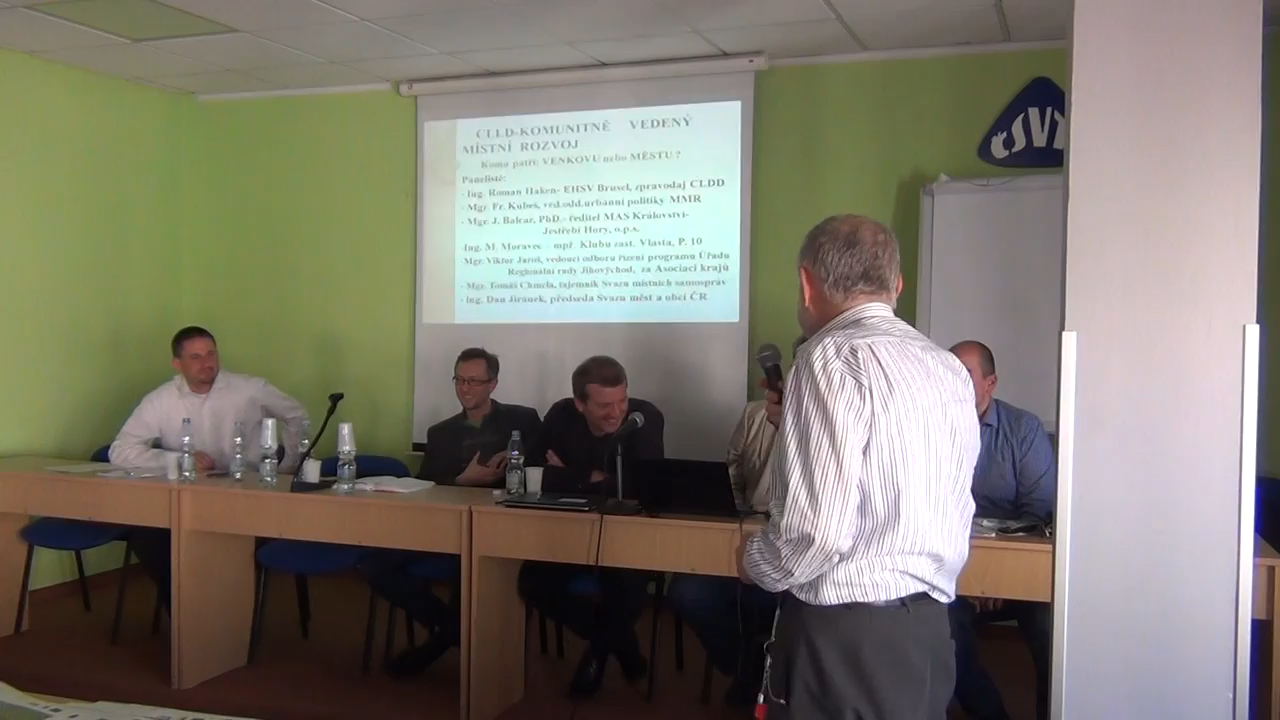 CLLD-KOMUNITNĚ VEDENÝ
MÍSTNÍ ROZVOJ
Komu patří: VENKOVU nebo MĚSTU ?
Panelisté:
- Ing. Roman Haken- EHSV Brusel, zpravodaj CLDD
- Mgr. Fr. Kubeš, ved.odd.urbánní politiky MMR
- Mgr. J. Balcar, PhD.- ředitel MAS Království-
Jestřebí Hory, o.p.s.
-Ing. M. Moravec - mpř. Klubu zast. Vlasta, P. 10
Mgr. Viktor Jaroš, vedoucí odboru řízení programu Úřadu
Regionální rady Jihovýchod, za Asociaci krajů
- Mgr. Tomáš Chmela, tajemník Svazu místních samospráv
- Ing. Dan Jiránek, předseda Svazu měst a obcí ČR